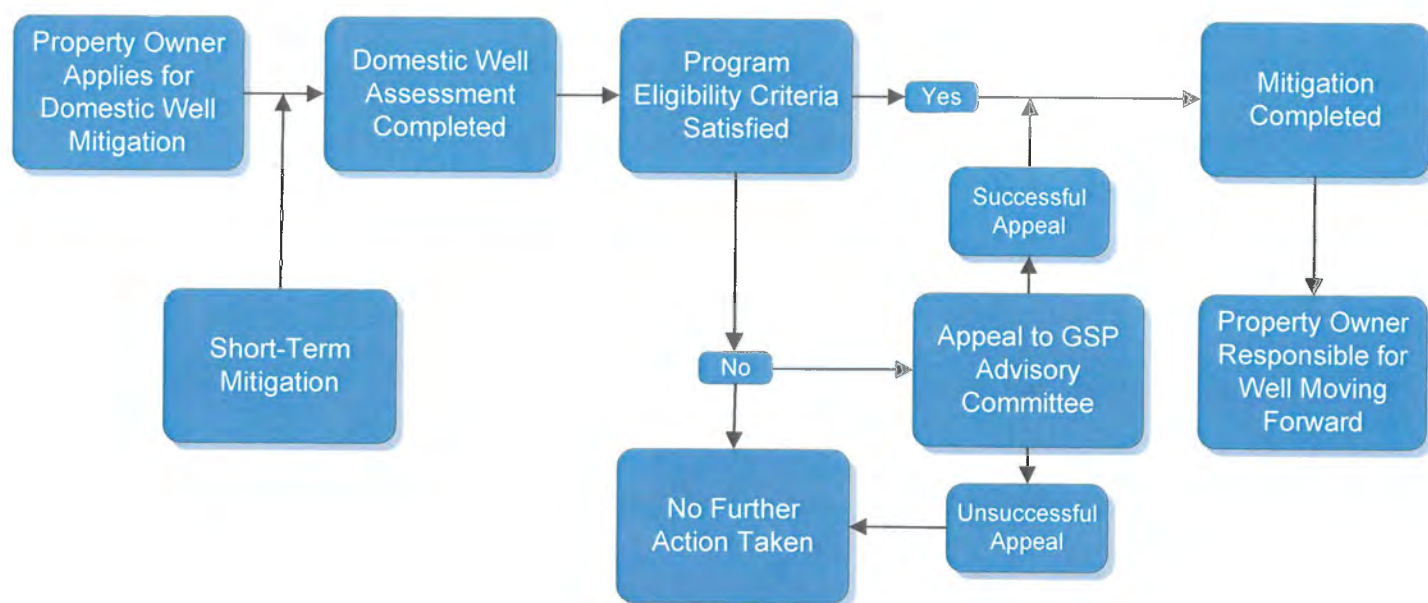 Property Owner
Applies for
Domestic Well
Mitigation
Domestic Well
Assessment
Completed
Program
Eligibility Criteria
Satisfied
Yes
Mitigation
Completed
Successful
Appeal
Short-Term
Mitigation
No
Appeal to GSP
Advisory
Committee
Property Owner
Responsible for
Well Moving
Forward
No Further
Action Taken
Unsuccessful
Appeal